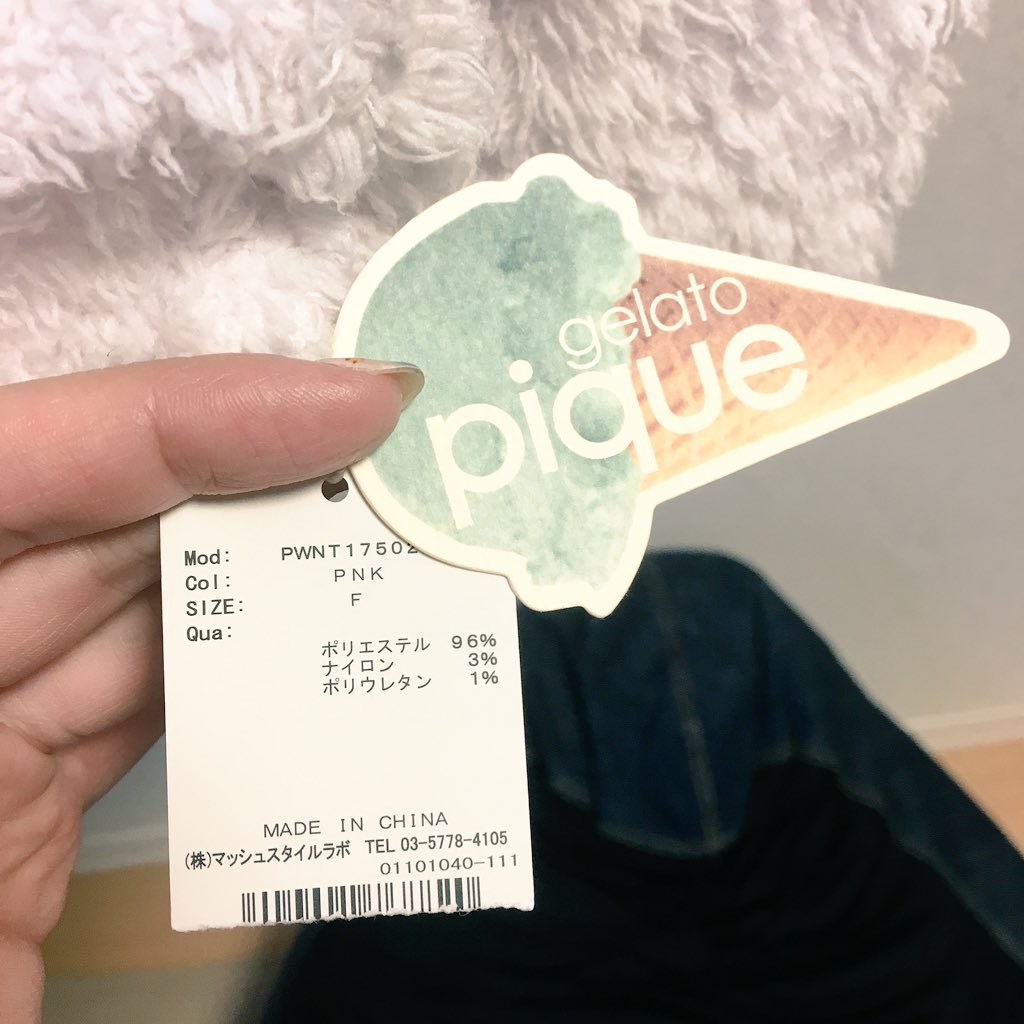 gelato
pique
Mod: PWNT17502
Col: PNK
SIZE: F
Qua:
ポリエステル 96%
ナイロン 3%
ポリウレタン 1%
MADE IN CHINA
(株)マッシュスタイルラボ TEL 03-5778-4105
01101040-111